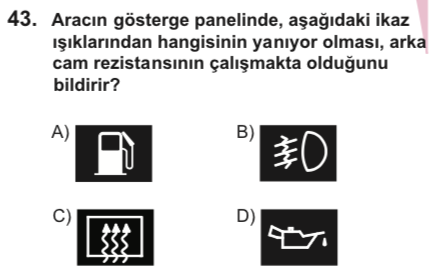 43. Aracın gösterge panelinde, aşağıdaki ikaz
ışıklarından hangisinin yanıyor olması, arka
cam rezistansının çalışmakta olduğunu
bildirir?
A) B)
C) D)